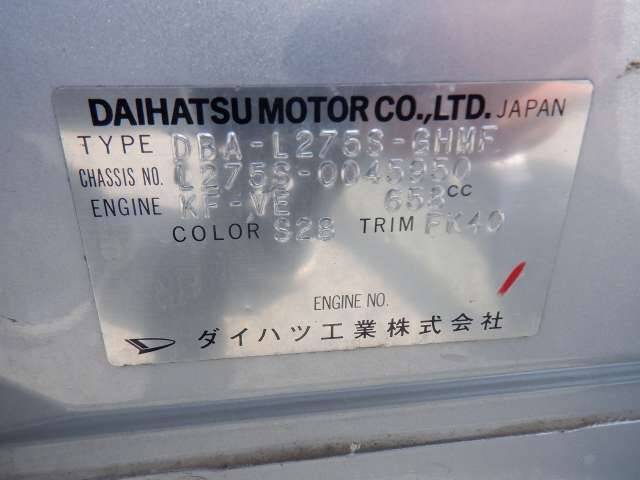 DAIHATSU MOTOR CO.,LTD. JAPAN
TYPE DBA-L275S-GHMF
CHASSIS NO. L275S-0045950
ENGINE KF-VE 658CC
COLOR S28 TRIM FK40
ENGINE NO.
ダイハツ工業株式会社